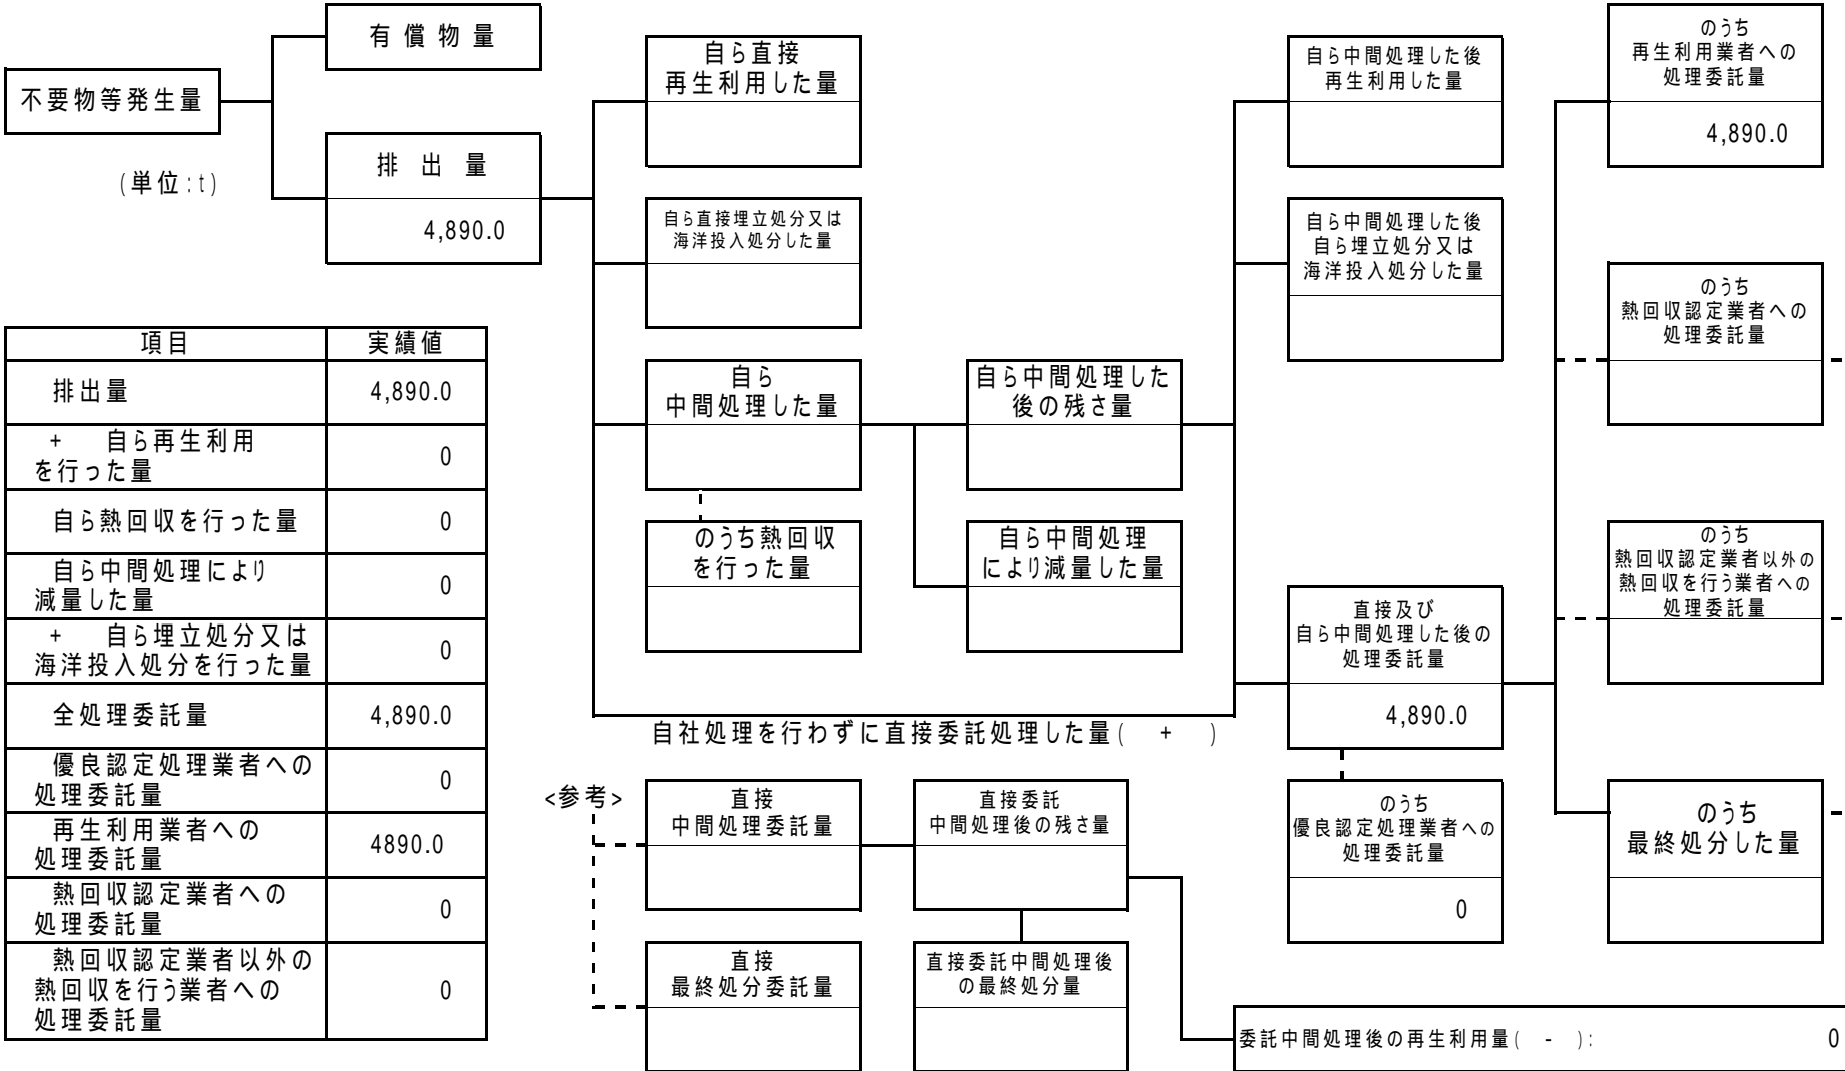 不要物等発生量
(単位:t)
有償物量
排出量
4,890.0
自ら直接
再生利用した量
自ら直接埋立処分又は
海洋投入処分した量
自ら
中間処理した量
のうち熱回収
を行った量
自ら中間処理した
後の残さ量
自ら中間処理
により減量した量
自社処理を行わずに直接委託処理した量( + )
自ら中間処理した後
再生利用した量
自ら中間処理した後
自ら埋立処分又は
海洋投入処分した量
直接及び
自ら中間処理した後の
処理委託量
4,890.0
のうち
優良認定処理業者への
処理委託量
0
のうち
再生利用業者への
処理委託量
4,890.0
のうち
熱回収認定業者への
処理委託量
のうち
熱回収認定業者以外の
熱回収を行う業者への
処理委託量
のうち
最終処分した量
項目 実績値
排出量 4,890.0
+ 自ら再生利用
を行った量 0
自ら熱回収を行った量 0
自ら中間処理により
減量した量 0
+ 自ら埋立処分又は
海洋投入処分を行った量 0
全処理委託量 4,890.0
優良認定処理業者への
処理委託量 0
再生利用業者への
処理委託量 4890.0
熱回収認定業者への
処理委託量 0
熱回収認定業者以外の
熱回収を行う業者への
処理委託量 0
<参考>
直接
中間処理委託量
直接委託
中間処理後の残さ量
直接
最終処分委託量
直接委託中間処理後
の最終処分量
委託中間処理後の再生利用量( - ): 0